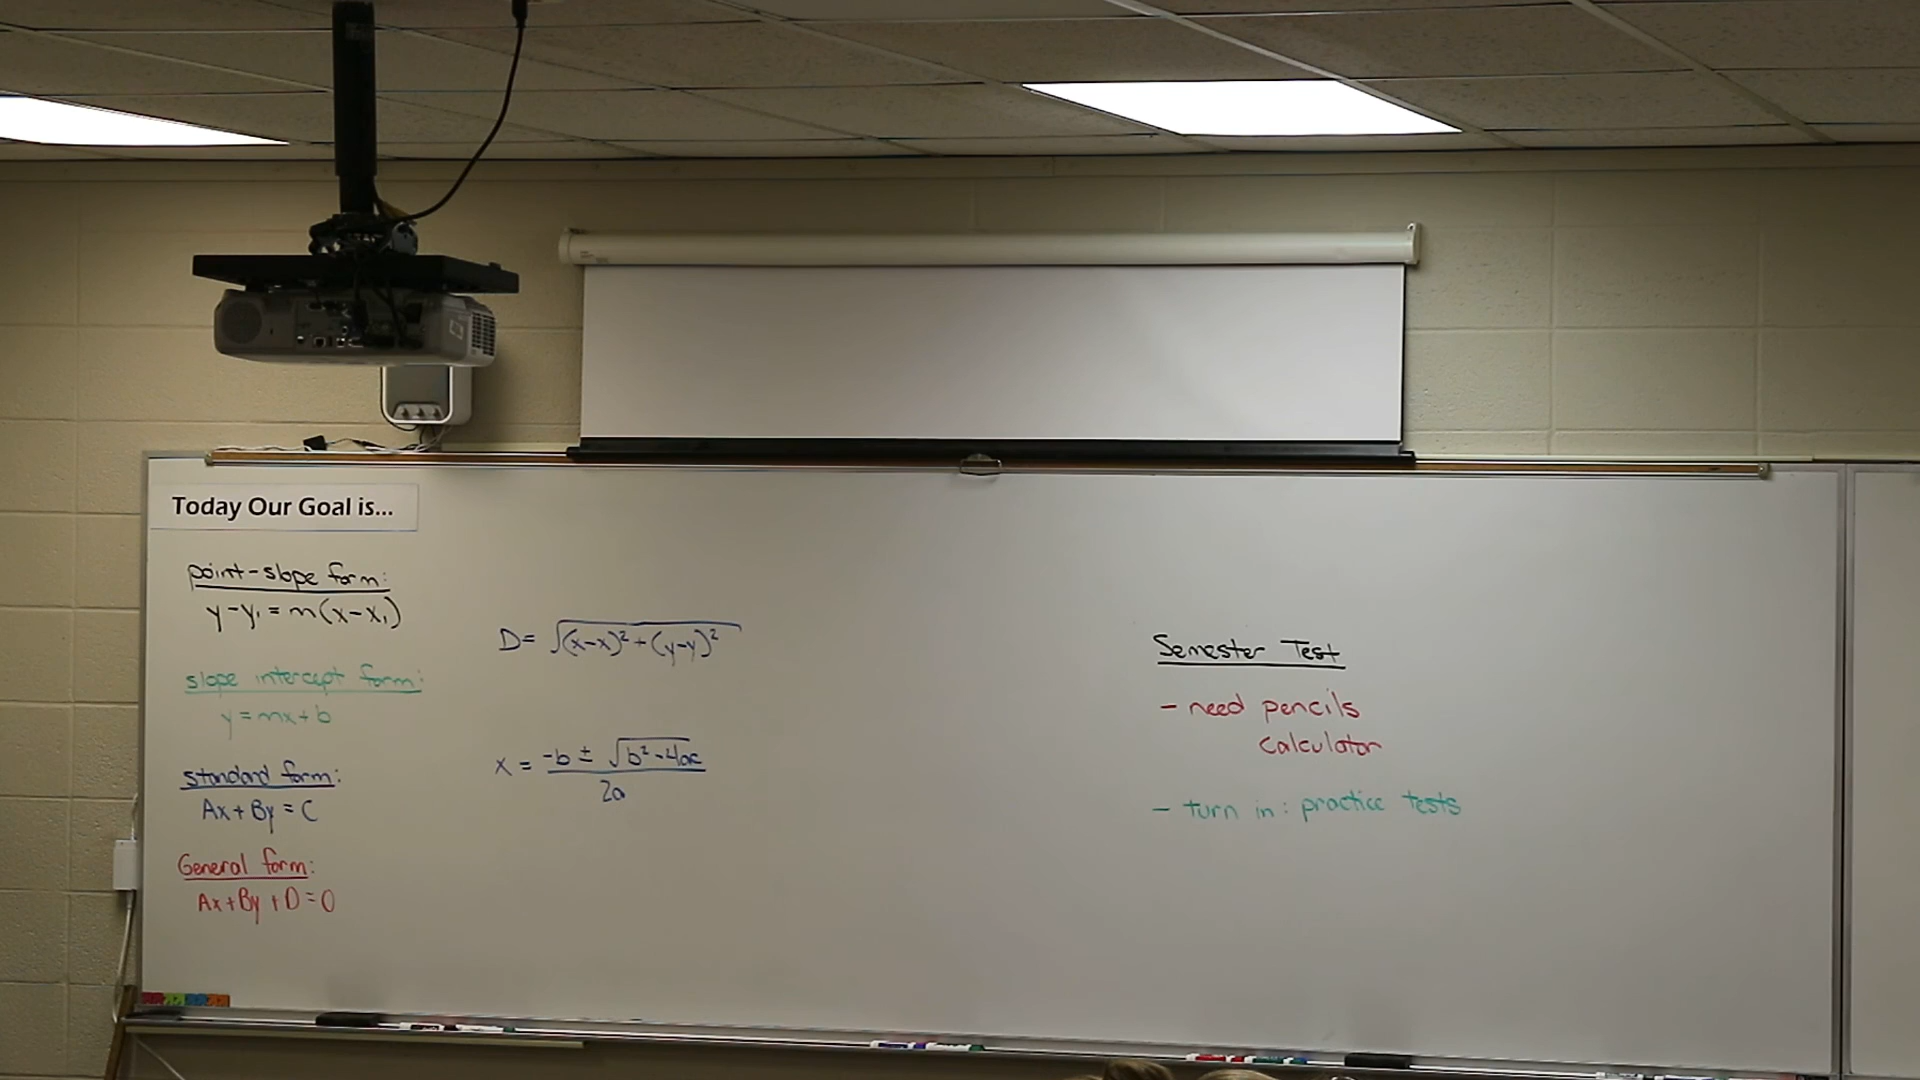 Today Our Goal is...
point-slope form:
y-y₁ = m(x-x₁)
slope intercept form:
y = mx+b
standard form:
Ax + By = C
General form:
Ax+By+D=0
D= √(x-x)²+(y-y)²
x = -b ± √b²-4ac
2a
Semester Test
- need pencils
calculator
- turn in: practice tests